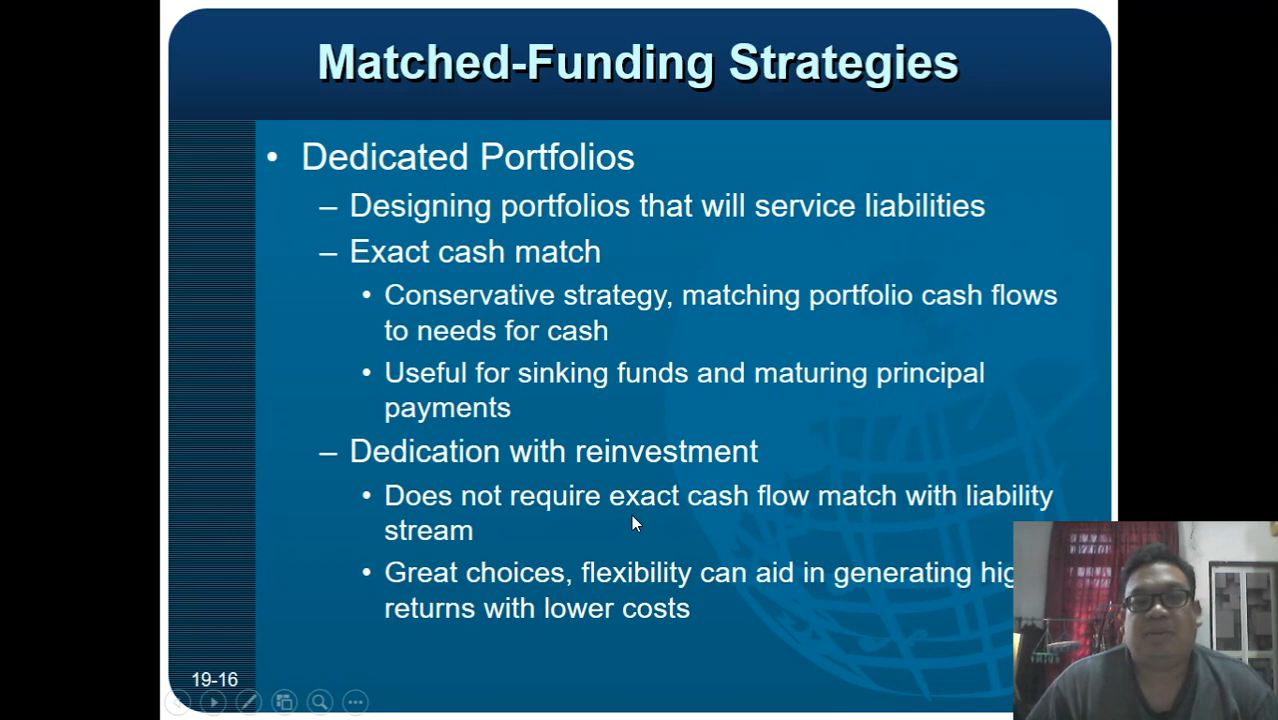 Matched-Funding Strategies
• Dedicated Portfolios
– Designing portfolios that will service liabilities
– Exact cash match
• Conservative strategy, matching portfolio cash flows
to needs for cash
• Useful for sinking funds and maturing principal
payments
– Dedication with reinvestment
• Does not require exact cash flow match with liability
stream
• Great choices, flexibility can aid in generating
returns with lower costs
19-16